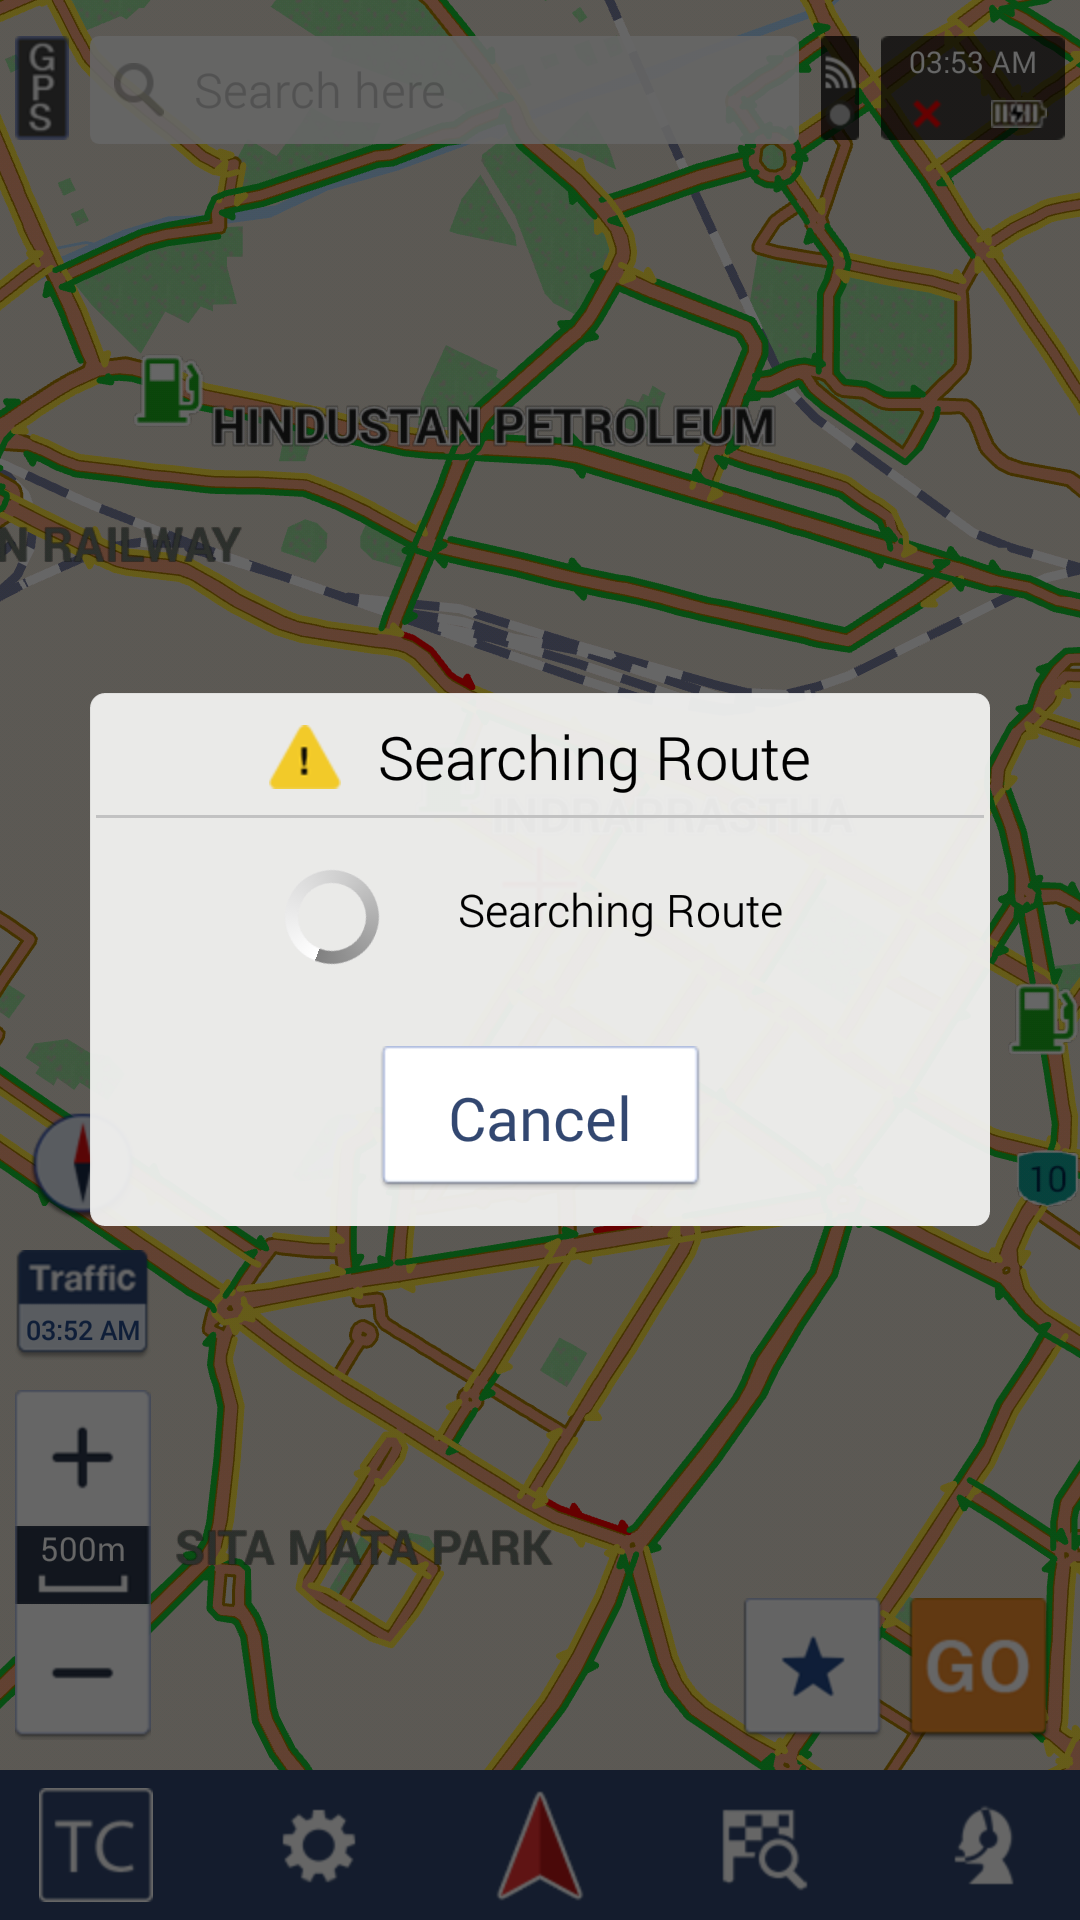 GPS
Search here
03:53 AM
HINDUSTAN PETROLEUM
N RAILWAY
Searching Route
INDRAPRASTHA
Searching Route
Cancel
10
Traffic
03:52 AM
500m
SITA MATA PARK
GO
TC